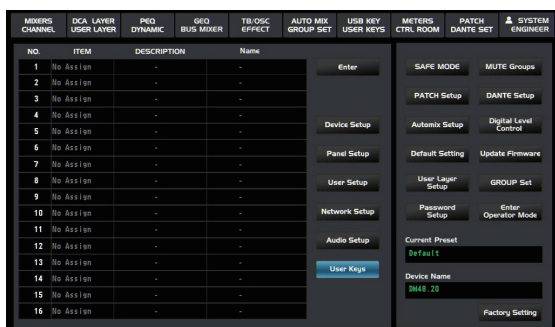 MIXERS DCA LAYER PEQ GEQ TB/OSC AUTO MIX USB KEY METERS PATCH SYSTEM
CHANNEL USER LAYER DYNAMIC BUS MIXER EFFECT GROUP SET USER KEYS CTRL ROOM DANTE SET ENGINEER
NO. ITEM DESCRIPTION Name
1 No Assign -  -
2 No Assign -  -
3 No Assign -  -
4 No Assign -  -
5 No Assign -  -
6 No Assign -  -
7 No Assign -  -
8 No Assign -  -
9 No Assign -  -
10 No Assign -  -
11 No Assign -  -
12 No Assign -  -
13 No Assign -  -
14 No Assign -  -
15 No Assign -  -
16 No Assign -  -
Enter
Device Setup
Panel Setup
User Setup
Network Setup
Audio Setup
User Keys
SAFE MODE MUTE Groups
PATCH Setup DANTE Setup
Automix Setup Digital Level
Control
Default Setting Update Firmware
User Layer
Setup GROUP Set
Password Enter
Setup Operator Mode
Current Preset
Default
Device Name
DM48.20
Factory Setting